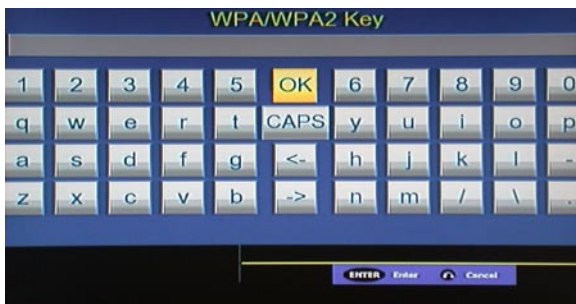 WPA/WPA2 Key
1 2 3 4 5 OK 6 7 8 9 0
q w e r t CAPS y u i o p
a s d f g <- h j k l -
z x c v b -> n m / \ .
ENTER Enter Cancel